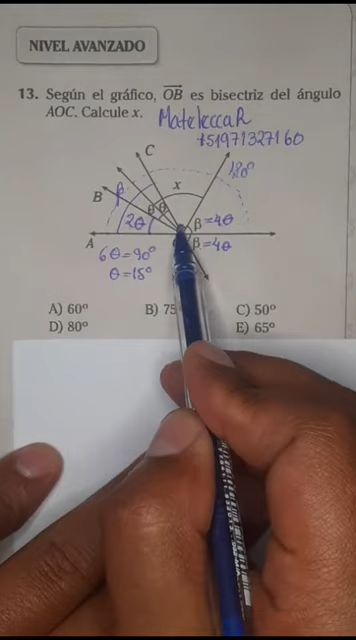 NIVEL AVANZADO
13. Según el gráfico, OB es bisectriz del ángulo
AOC. Calcule x. MateleccaR
+51971327160
C
x
180°
B
β
θ θ
2θ
β =4θ
A
β =4θ
6θ=90°
θ=15°
A) 60° B) 75 C) 50°
D) 80° E) 65°